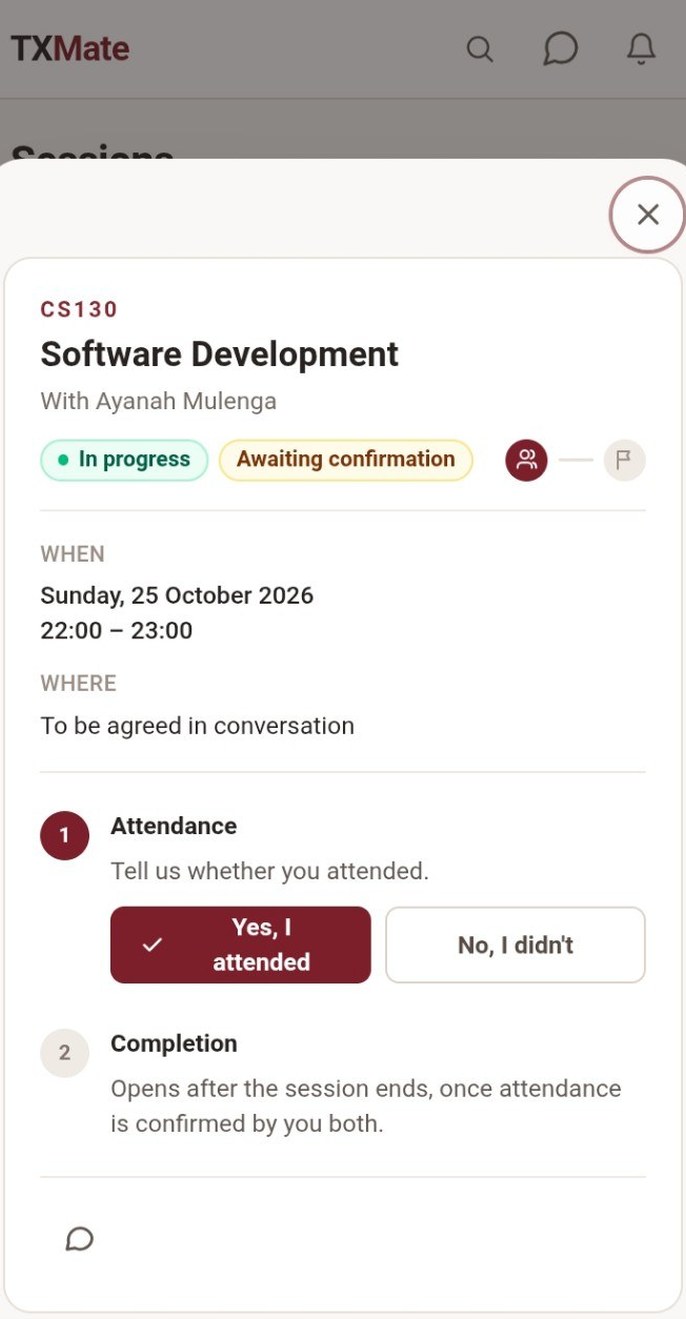 TXMate
Sessions
CS130
Software Development
With Ayanah Mulenga
In progress
Awaiting confirmation
WHEN
Sunday, 25 October 2026
22:00 – 23:00
WHERE
To be agreed in conversation
1
Attendance
Tell us whether you attended.
Yes, I
attended
No, I didn't
2
Completion
Opens after the session ends, once attendance
is confirmed by you both.